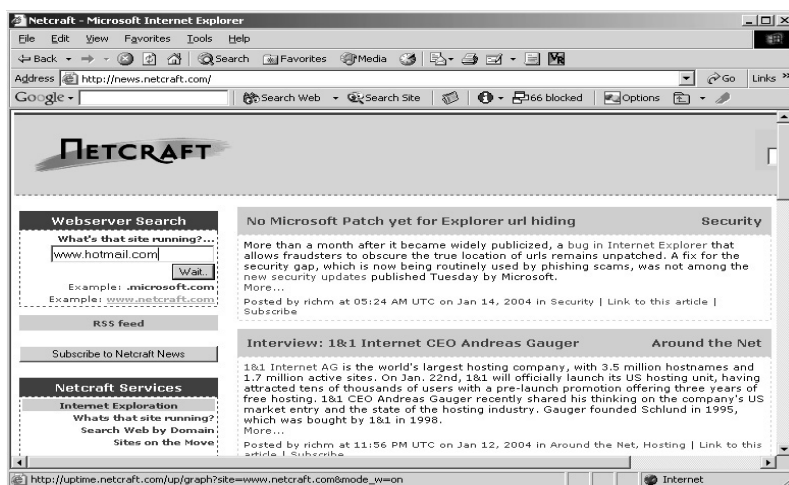 Netcraft - Microsoft Internet Explorer
File Edit View Favorites Tools Help
Back Search Favorites Media
Address http://news.netcraft.com/ Go Links »
Google Search Web Search Site 66 blocked Options
NETCRAFT
Webserver Search
What's that site running?...
www.hotmail.com
Wait..
Example: .microsoft.com
Example: www.netcraft.com
RSS feed
Subscribe to Netcraft News
Netcraft Services
Internet Exploration
Whats that site running?
Search Web by Domain
Sites on the Move
No Microsoft Patch yet for Explorer url hiding Security
More than a month after it became widely publicized, a bug in Internet Explorer that
allows fraudsters to obscure the true location of urls remains unpatched. A fix for the
security gap, which is now being routinely used by phishing scams, was not among the
new security updates published Tuesday by Microsoft.
More...
Posted by richm at 05:24 AM UTC on Jan 14, 2004 in Security | Link to this article |
Subscribe
Interview: 1&1 Internet CEO Andreas Gauger Around the Net
1&1 Internet AG is the world's largest hosting company, with 3.5 million hostnames and
1.7 million active sites. On Jan. 22nd, 1&1 will officially launch its US hosting unit, having
attracted tens of thousands of users with a pre-launch promotion offering three years of
free hosting. 1&1 CEO Andreas Gauger recently shared his thinking on the company's US
market entry and the state of the hosting industry. Gauger founded Schlund in 1995,
which was bought by 1&1 in 1998.
More...
Posted by richm at 11:56 PM UTC on Jan 12, 2004 in Around the Net, Hosting | Link to this
article | Subscribe
http://uptime.netcraft.com/up/graph?site=www.netcraft.com&mode_w=on Internet